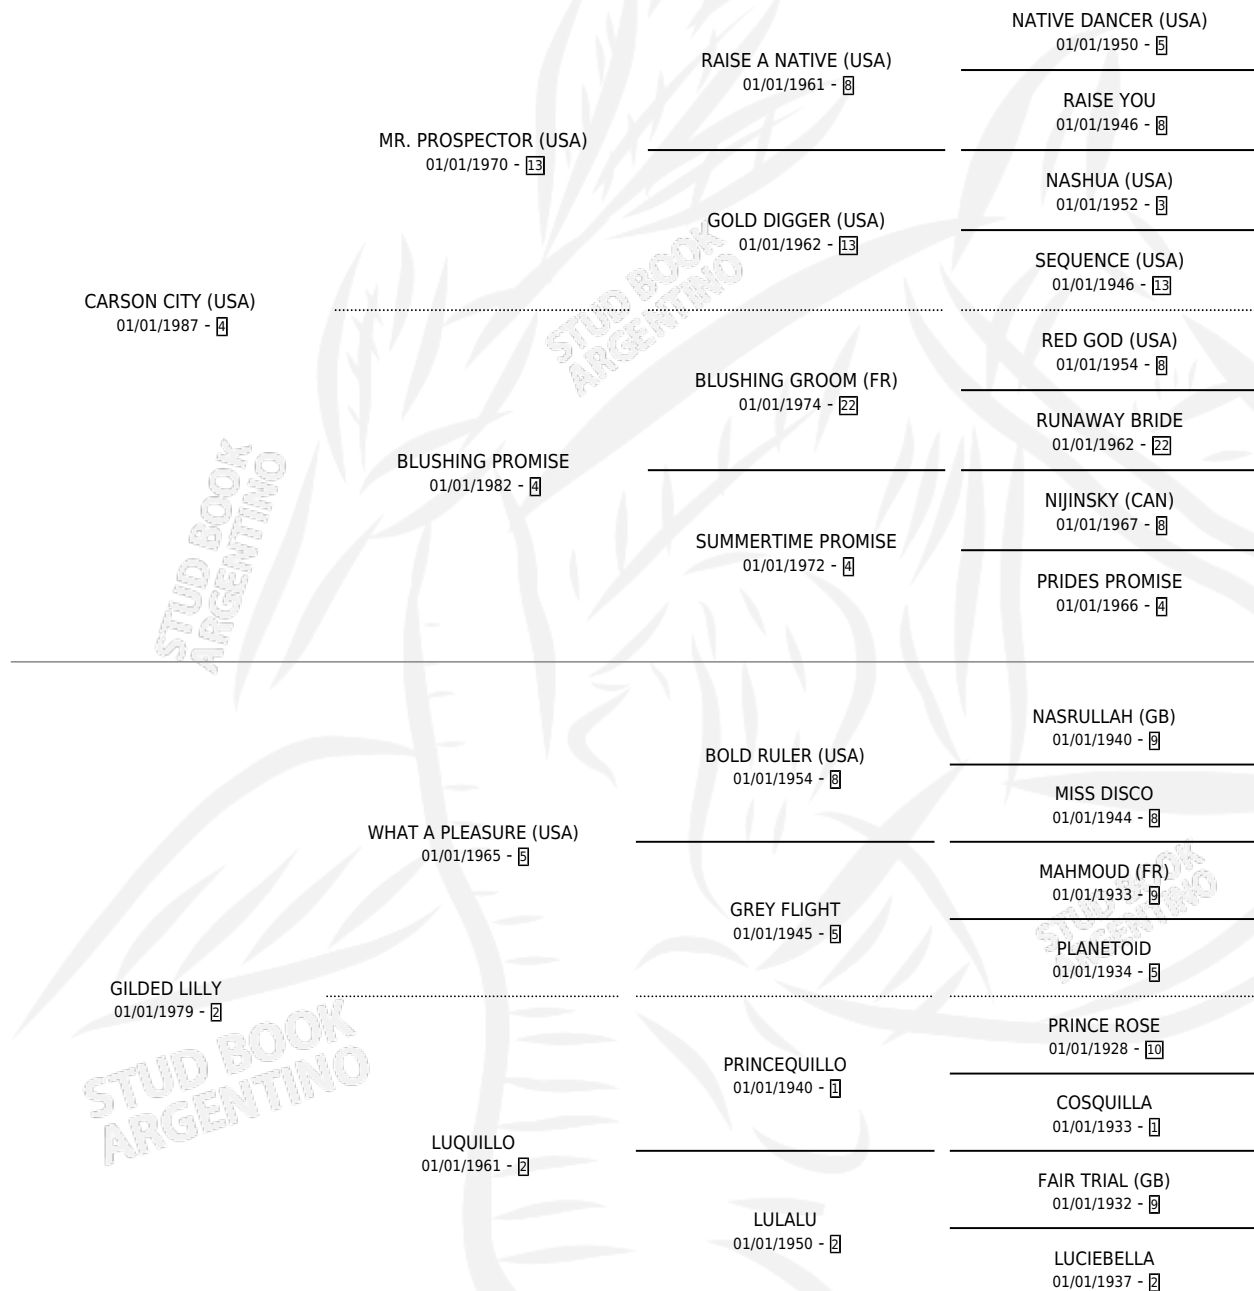 NATIVE DANCER (USA)
01/01/1950 - 5
RAISE A NATIVE (USA)
01/01/1961 - 8
RAISE YOU
01/01/1946 - 8
MR. PROSPECTOR (USA)
01/01/1970 - 13
NASHUA (USA)
01/01/1952 - 3
GOLD DIGGER (USA)
01/01/1962 - 13
SEQUENCE (USA)
01/01/1946 - 13
CARSON CITY (USA)
01/01/1987 - 4
RED GOD (USA)
01/01/1954 - 8
BLUSHING GROOM (FR)
01/01/1974 - 22
RUNAWAY BRIDE
01/01/1962 - 22
BLUSHING PROMISE
01/01/1982 - 4
NIJINSKY (CAN)
01/01/1967 - 8
SUMMERTIME PROMISE
01/01/1972 - 4
PRIDES PROMISE
01/01/1966 - 4
NASRULLAH (GB)
01/01/1940 - 9
BOLD RULER (USA)
01/01/1954 - 8
MISS DISCO
01/01/1944 - 8
WHAT A PLEASURE (USA)
01/01/1965 - 5
MAHMOUD (FR)
01/01/1933 - 9
GREY FLIGHT
01/01/1945 - 5
PLANETOID
01/01/1934 - 5
GILDED LILLY
01/01/1979 - 2
PRINCE ROSE
01/01/1928 - 10
PRINCEQUILLO
01/01/1940 - 1
COSQUILLA
01/01/1933 - 1
LUQUILLO
01/01/1961 - 2
FAIR TRIAL (GB)
01/01/1932 - 9
LULALU
01/01/1950 - 2
LUCIEBELLA
01/01/1937 - 2
STUD BOOK
ARGENTINO
STUD BOOK
ARGENTINO
STUD BOOK
ARGENTINO
STUD BOOK
ARGENTINO